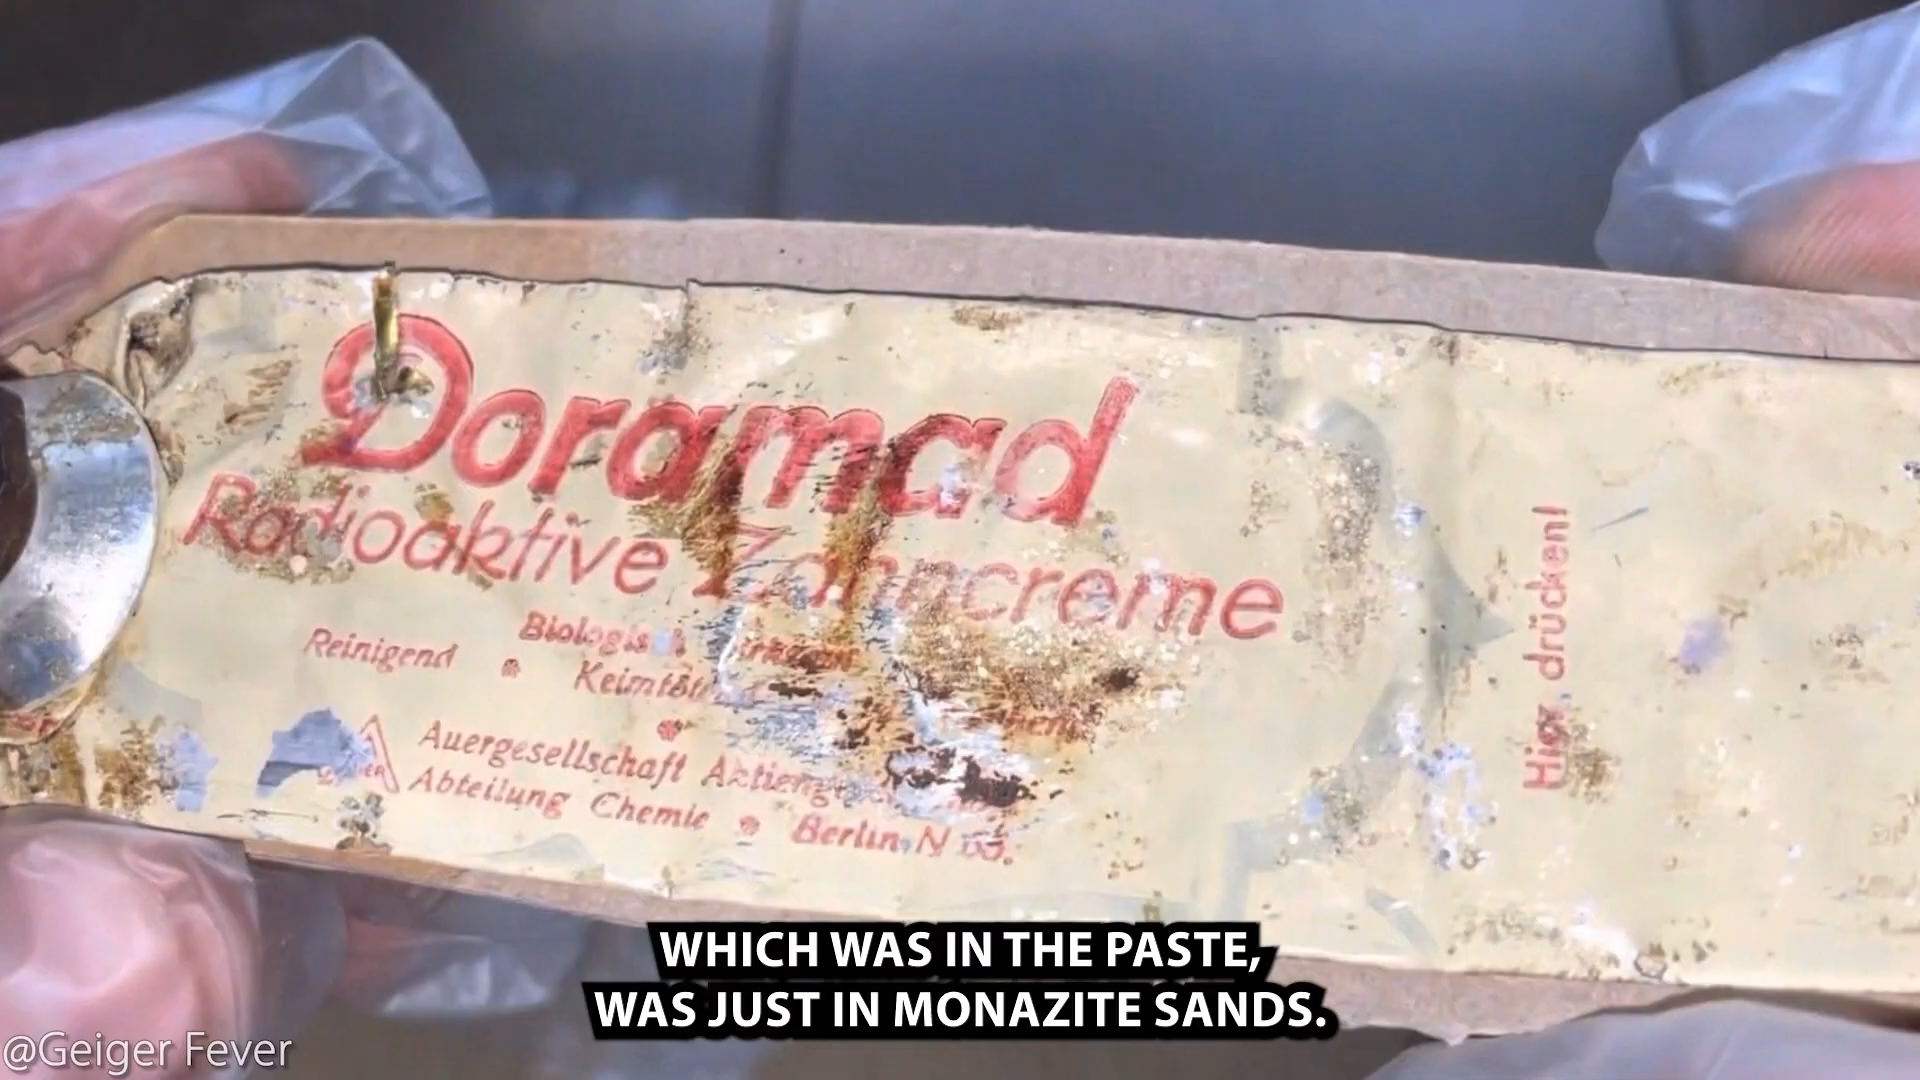 Doramad
Radioaktive Zahncreme
Reinigend
Auergesellschaft
Abteilung Chemie • Berlin N
Hier drücken!
WHICH WAS IN THE PASTE,
WAS JUST IN MONAZITE SANDS.
@Geiger Fever